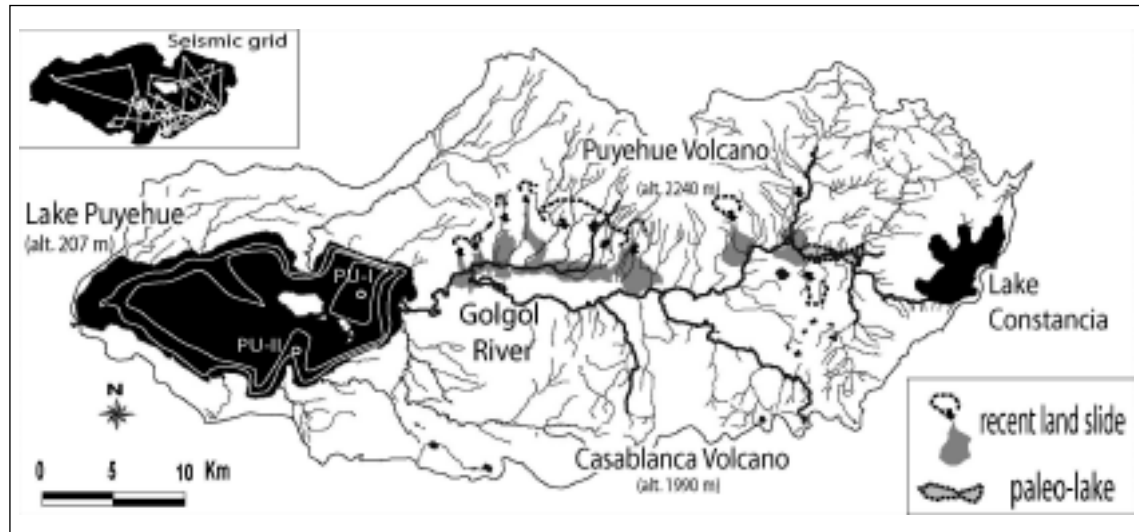 Seismic grid
Puyehue Volcano
(alt. 2240 m)
Lake Puyehue
(alt. 207 m)
PU-I
PU-II
Golgol
River
Lake
Constancia
N
0 5 10 Km
Casablanca Volcano
(alt. 1990 m)
recent land slide
paleo-lake